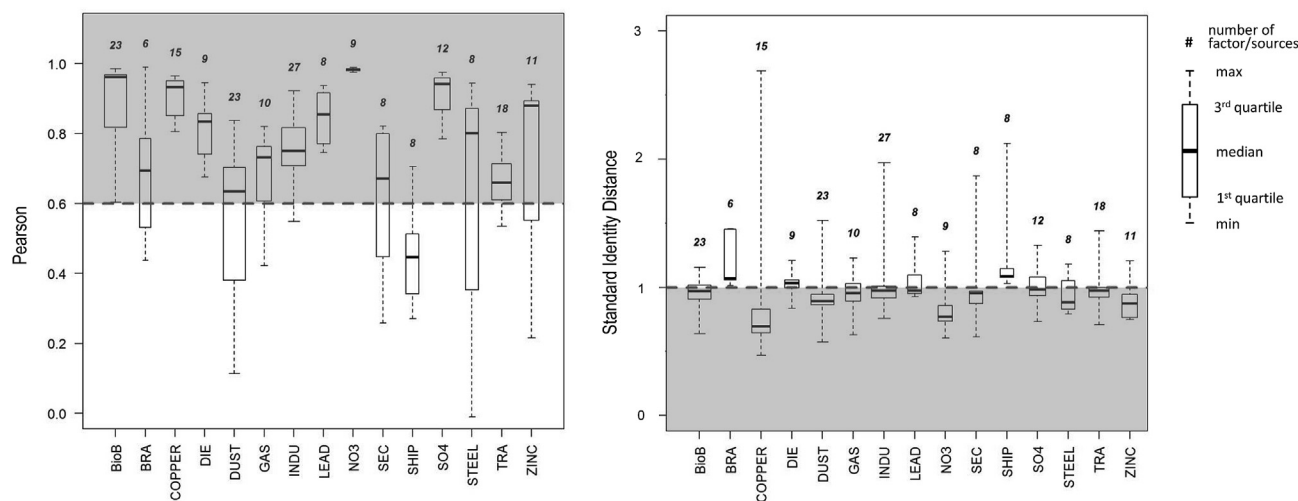 23
6
15
9
23
10
27
8
9
8
8
12
8
18
11
1.0
0.8
0.6
0.4
0.2
0.0
Pearson
BioB
BRA
COPPER
DIE
DUST
GAS
INDU
LEAD
NO3
SEC
SHIP
SO4
STEEL
TRA
ZINC
3
2
1
0
Standard Identity Distance
23
6
15
9
23
10
27
8
9
8
8
12
8
18
11
BioB
BRA
COPPER
DIE
DUST
GAS
INDU
LEAD
NO3
SEC
SHIP
SO4
STEEL
TRA
ZINC
# number of
factor/sources
max
3rd quartile
median
1st quartile
min